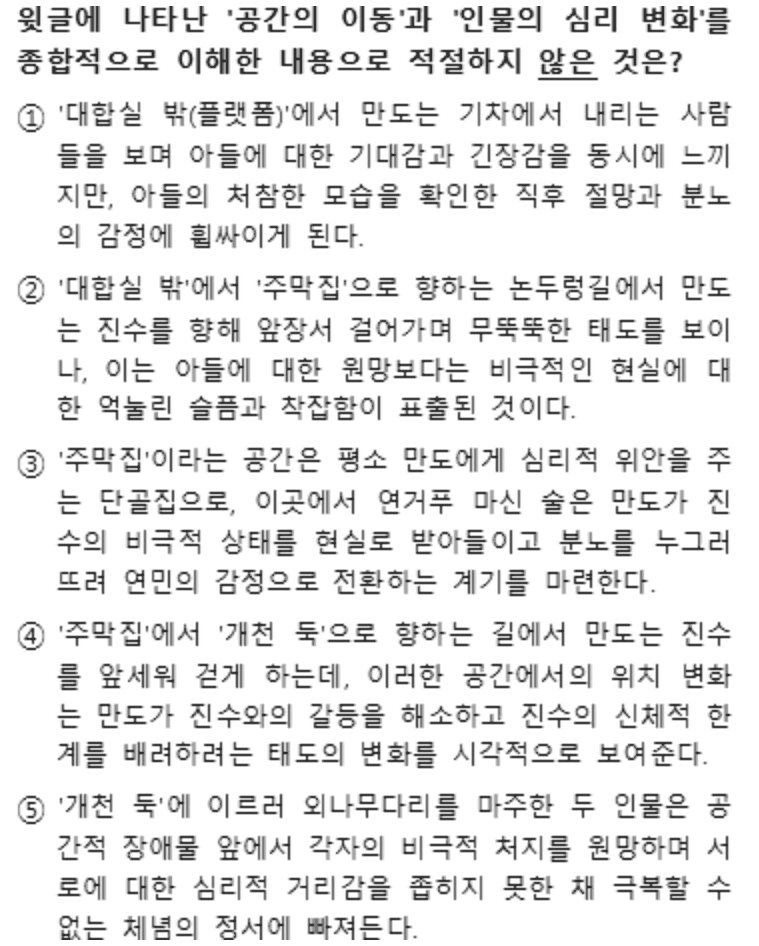 윗글에 나타난 '공간의 이동'과 '인물의 심리 변화'를
종합적으로 이해한 내용으로 적절하지 않은 것은?
① '대합실 밖(플랫폼)'에서 만도는 기차에서 내리는 사람
들을 보며 아들에 대한 기대감과 긴장감을 동시에 느끼
지만, 아들의 처참한 모습을 확인한 직후 절망과 분노
의 감정에 휩싸이게 된다.
② '대합실 밖'에서 '주막집'으로 향하는 논두렁길에서 만도
는 진수를 향해 앞장서 걸어가며 무뚝뚝한 태도를 보이
나, 이는 아들에 대한 원망보다는 비극적인 현실에 대
한 억눌린 슬픔과 착잡함이 표출된 것이다.
③ '주막집'이라는 공간은 평소 만도에게 심리적 위안을 주
는 단골집으로, 이곳에서 연거푸 마신 술은 만도가 진
수의 비극적 상태를 현실로 받아들이고 분노를 누그러
뜨려 연민의 감정으로 전환하는 계기를 마련한다.
④ '주막집'에서 '개천 둑'으로 향하는 길에서 만도는 진수
를 앞세워 걷게 하는데, 이러한 공간에서의 위치 변화
는 만도가 진수와의 갈등을 해소하고 진수의 신체적 한
계를 배려하려는 태도의 변화를 시각적으로 보여준다.
⑤ '개천 둑'에 이르러 외나무다리를 마주한 두 인물은 공
간적 장애물 앞에서 각자의 비극적 처지를 원망하며 서
로에 대한 심리적 거리감을 좁히지 못한 채 극복할 수
없는 체념의 정서에 빠져든다.